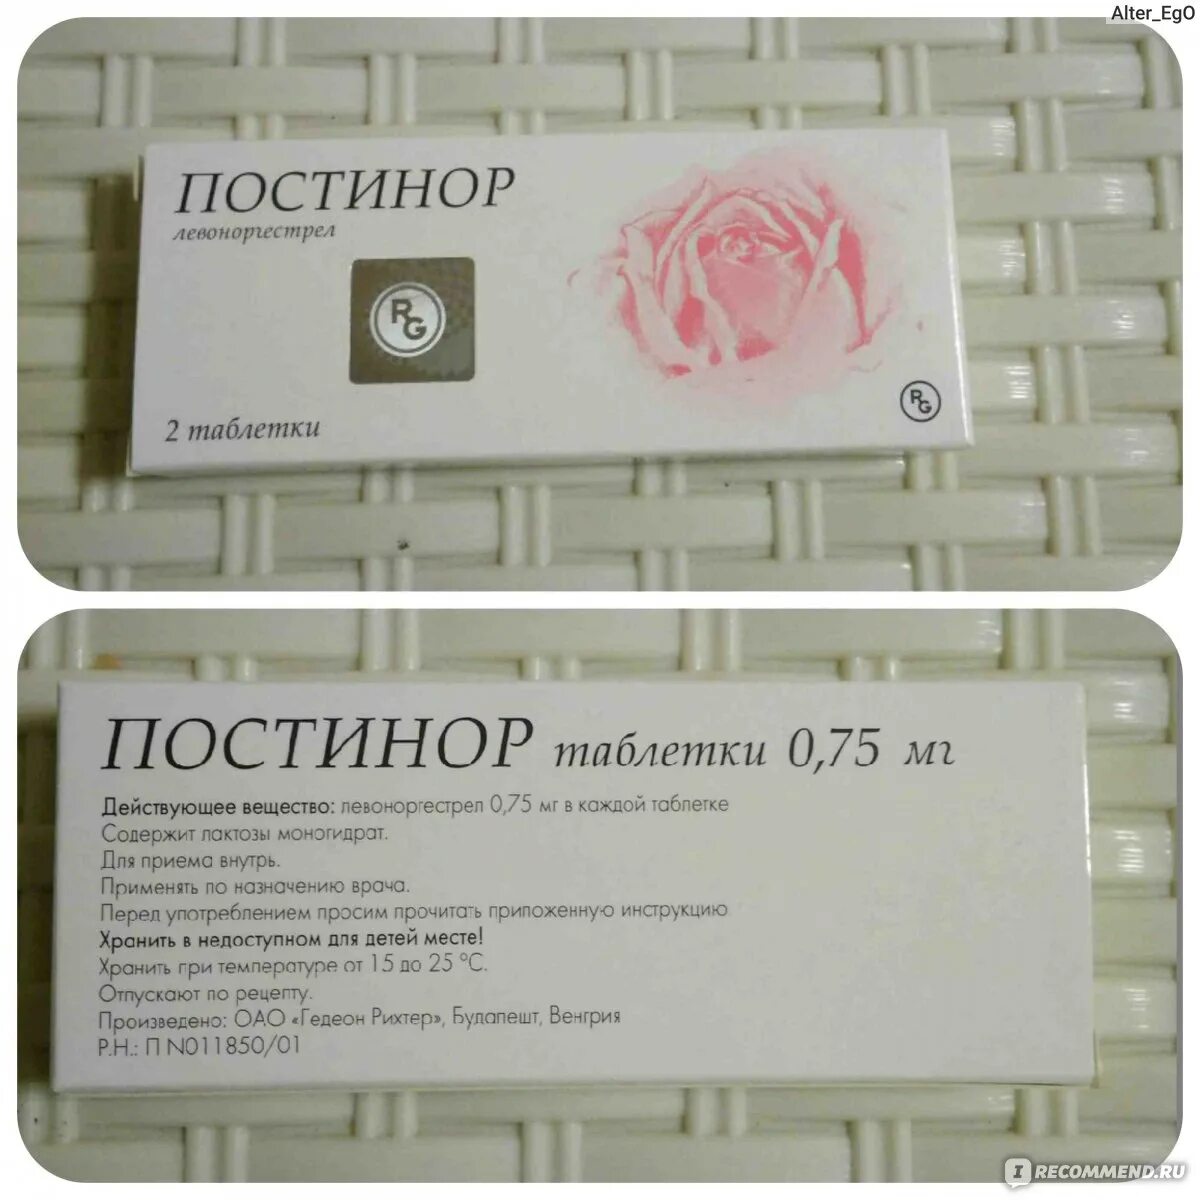 Alter_EgO
ПОСТИНОР
левоноргестрел
RG
2 таблетки
RG
ПОСТИНОР таблетки 0,75 мг
Действующее вещество: левоноргестрел 0,75 мг в каждой таблетке
Содержит лактозы моногидрат.
Для приема внутрь.
Применять по назначению врача.
Перед употреблением просим прочитать приложенную инструкцию
Хранить в недоступном для детей месте!
Хранить при температуре от 15 до 25 °C.
Отпускают по рецепту.
Произведено: ОАО «Гедеон Рихтер», Будапешт, Венгрия
Р.Н.: П N011850/01
I RECOMMEND.RU